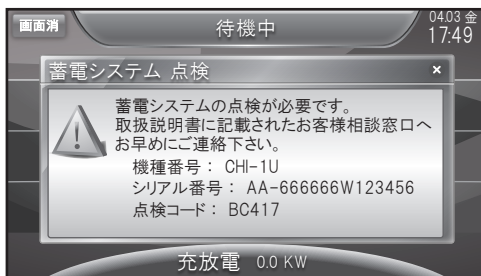 画面消
待機中
04.03 金
17:49
蓄電システム 点検
×
蓄電システムの点検が必要です。
取扱説明書に記載されたお客様相談窓口へ
お早めにご連絡下さい。
機種番号： CHI-1U
シリアル番号： AA-666666W123456
点検コード： BC417
充放電 0.0 KW